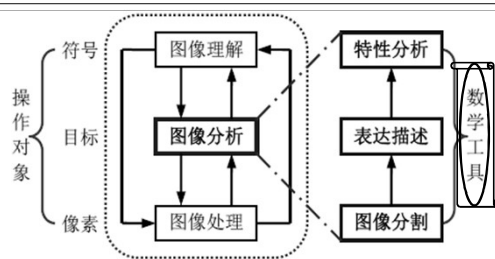 操作对象
符号
目标
像素
图像理解
图像分析
图像处理
特性分析
表达描述
图像分割
数学工具